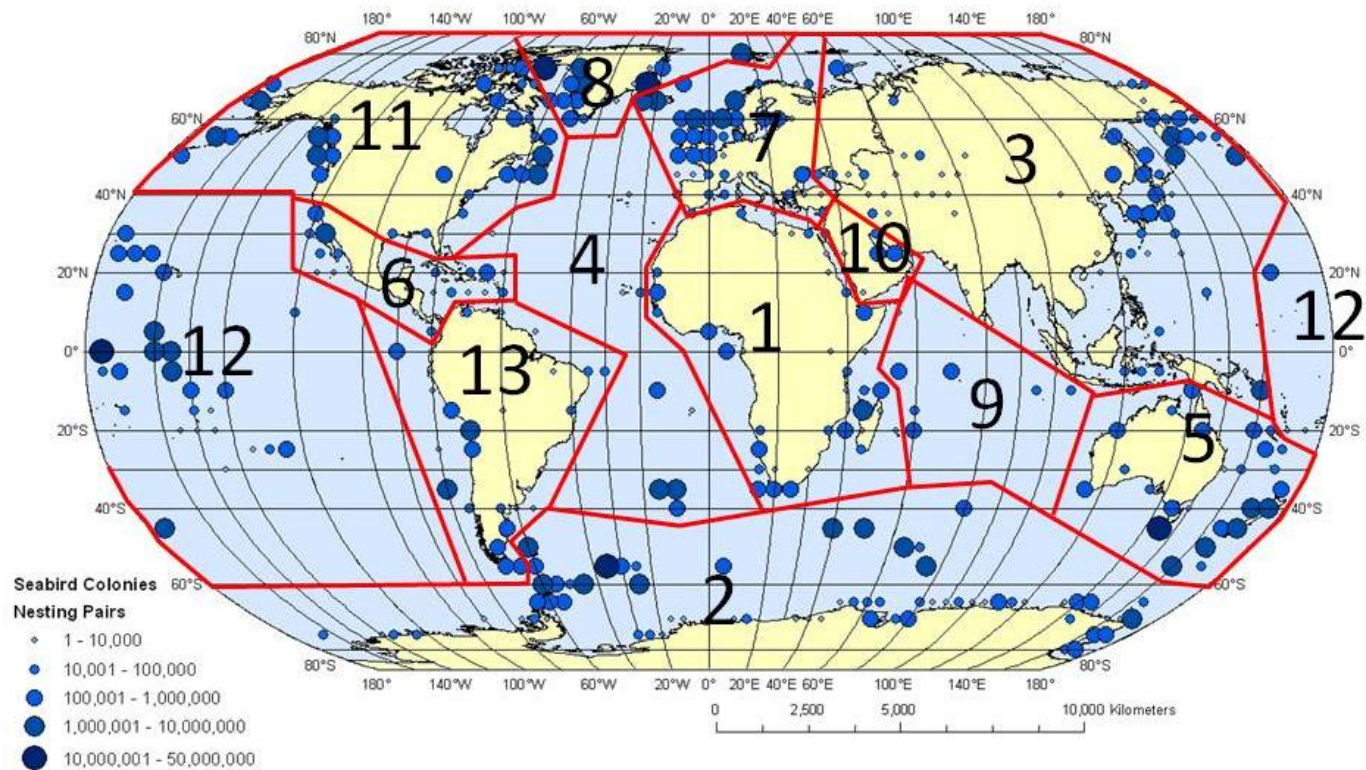 180° 140°W 100°W 60°W 20°W 0° 20°E 40°E 60°E 100°E 140°E 180°
80°N 80°N
8
11
60°N 7 60°N
3
40°N 40°N
10
4
20°N 6 20°N
1 12
12 0° 13 0°
9
20°S 5 20°S
40°S 40°S
Seabird Colonies 60°S 2 60°S
Nesting Pairs
1 - 10,000
10,001 - 100,000 80°S 80°S
100,001 - 1,000,000 180° 140°W 100°W 60°W 20°W 0° 20°E 40°E 60°E 100°E 140°E 180°
1,000,001 - 10,000,000 0 2,500 5,000 10,000 Kilometers
10,000,001 - 50,000,000